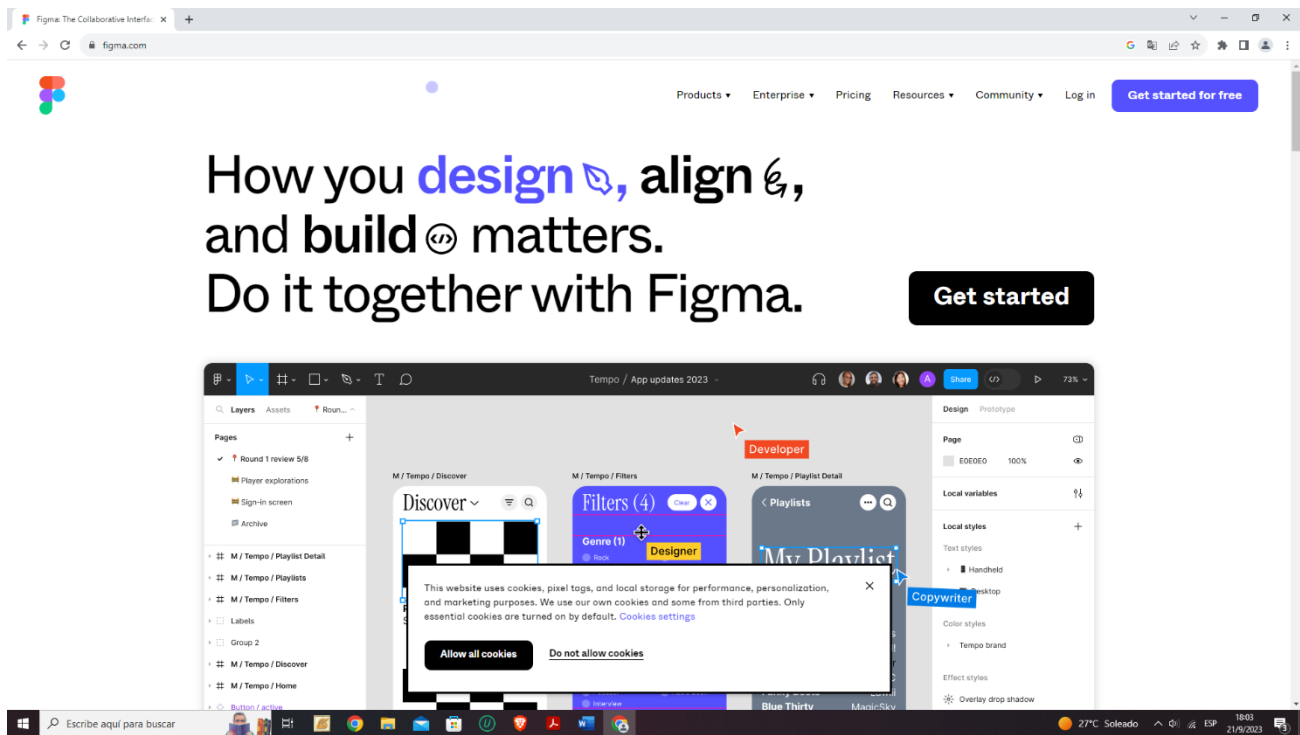 Figma: The Collaborative Interfac
figma.com
Products Enterprise Pricing Resources Community Log in Get started for free
How you design, align,
and build matters.
Do it together with Figma.
Get started
Tempo / App updates 2023
A
Share
73%
Layers Assets Roun...
Design Prototype
Pages
Round 1 review 5/8
Player explorations
Sign-in screen
Archive
M / Tempo / Playlist Detail
M / Tempo / Playlists
M / Tempo / Filters
Labels
Group 2
M / Tempo / Discover
M / Tempo / Home
Button / active
Developer
M / Tempo / Discover
Discover
M / Tempo / Filters
Filters (4)
Clear
Genre (1)
Rock
Designer
Interview
M / Tempo / Playlist Detail
Playlists
My Playlist
Copywriter
Blue Thirty MagicSky
Page
E0E0E0 100%
Local variables
Local styles
Text styles
Handheld
Desktop
Color styles
Tempo brand
Effect styles
Overlay drop shadow
This website uses cookies, pixel tags, and local storage for performance, personalization,
and marketing purposes. We use our own cookies and some from third parties. Only
essential cookies are turned on by default. Cookies settings
Allow all cookies Do not allow cookies
Escribe aquí para buscar
27°C Soleado
ESP
18:03
21/9/2023